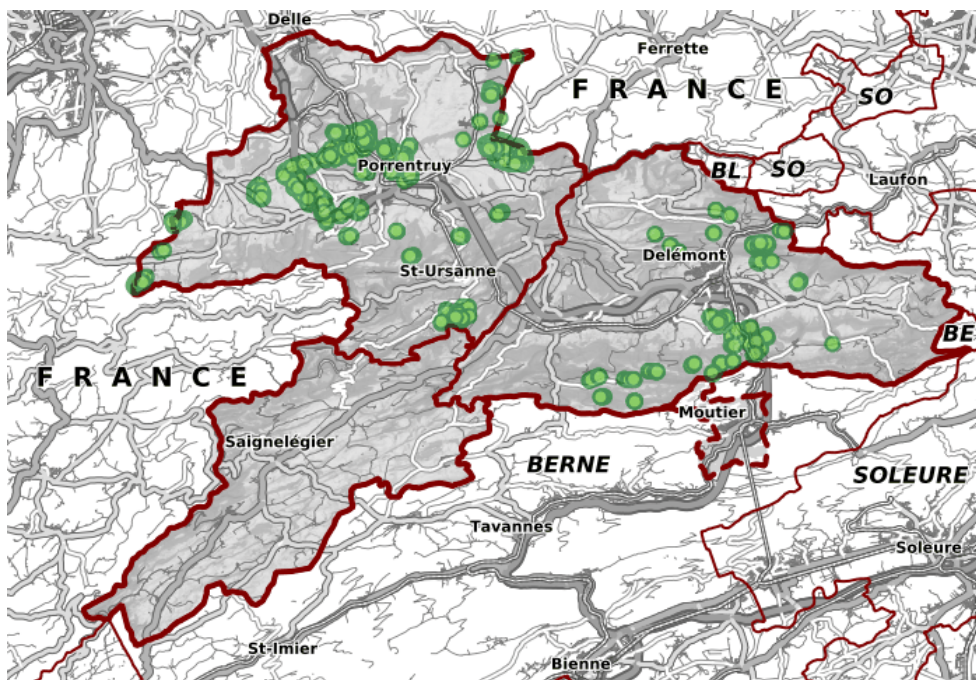 Delle
Ferrette
FRANCE
SO
Porrentruy
BL
SO
Laufon
Delémont
St-Ursanne
BE
FRANCE
Moutier
Saignelégier
BERNE
SOLEURE
Tavannes
Soleure
St-Imier
Bienne